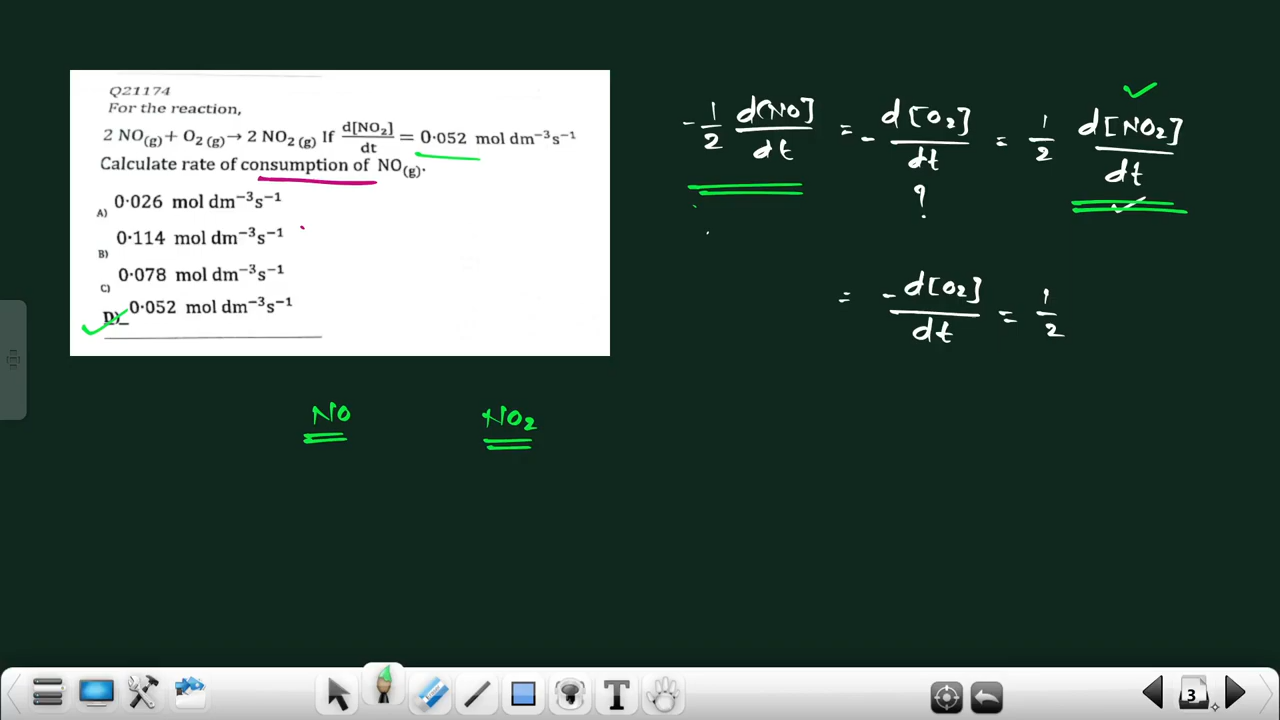 Q21174
For the reaction,
2 NO(g) + O2 (g) → 2 NO2 (g) If d[NO2]/dt = 0·052 mol dm−3s−1
Calculate rate of consumption of NO(g).
A) 0·026 mol dm−3s−1
B) 0·114 mol dm−3s−1
C) 0·078 mol dm−3s−1
D) 0·052 mol dm−3s−1
-1/2 d(NO]/dt = -d[O2]/dt = 1/2 d[NO2]/dt
?
= -d[O2]/dt = 1/2
NO NO2
T 3